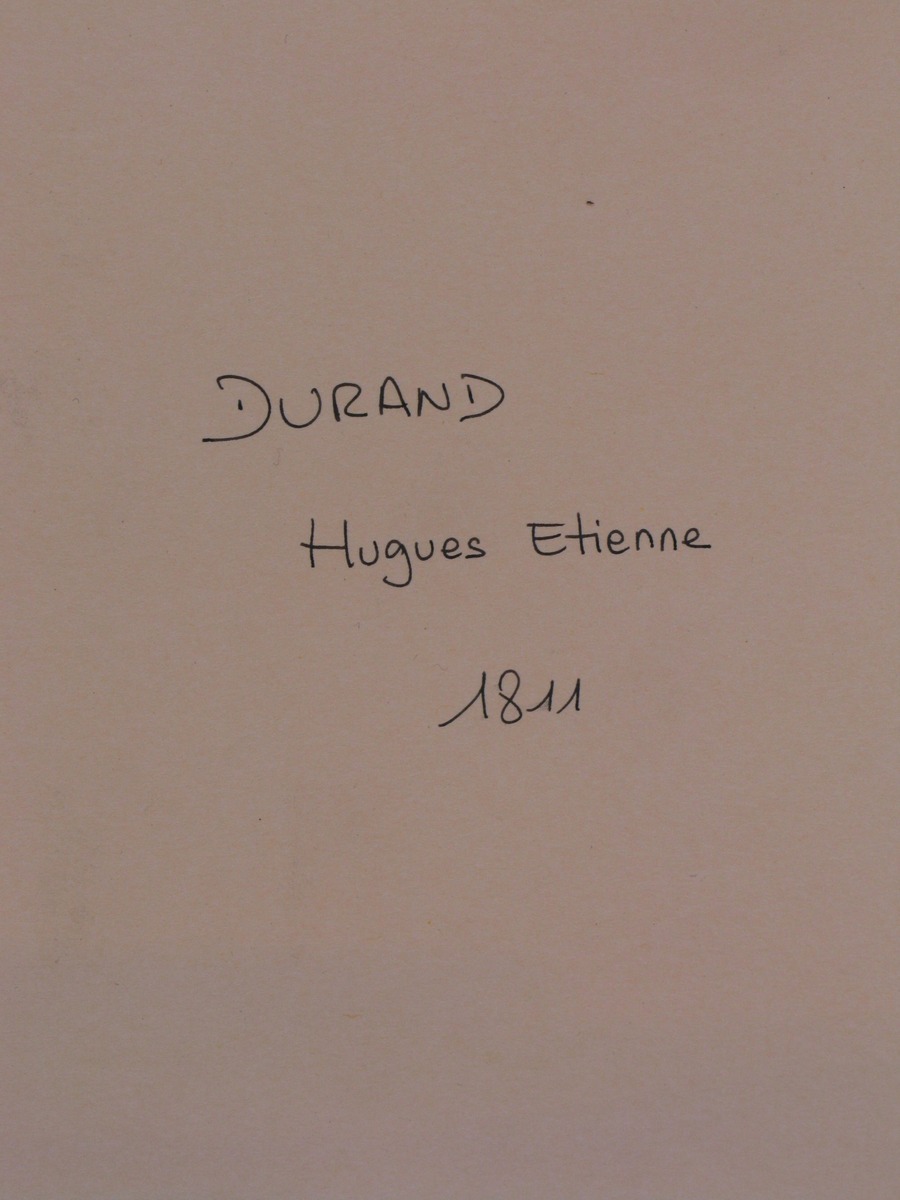 DURAND
Hugues Etienne
1811